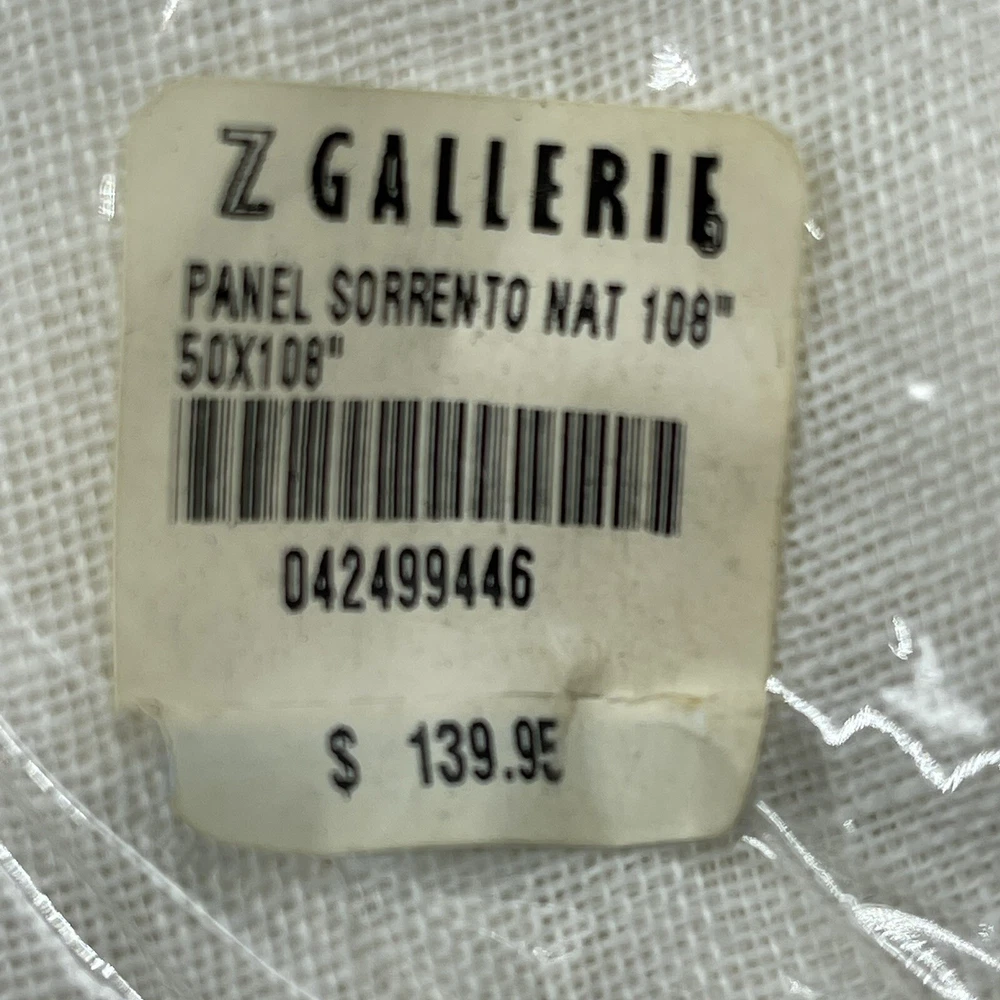 Z GALLERIE
PANEL SORRENTO NAT 108"
50X108"
042499446
$ 139.95